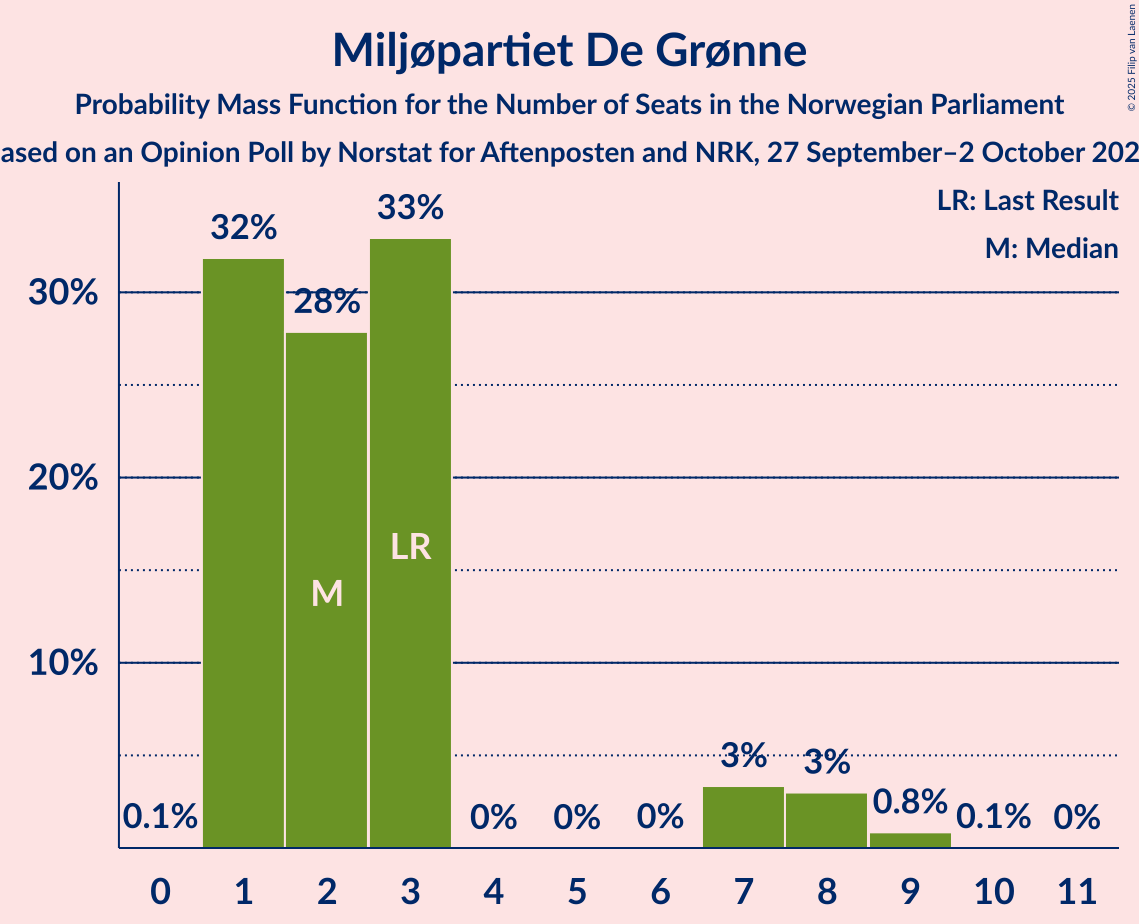 Miljøpartiet De Grønne
Probability Mass Function for the Number of Seats in the Norwegian Parliament
ased on an Opinion Poll by Norstat for Aftenposten and NRK, 27 September–2 October 202
© 2025 Filip van Laenen
LR: Last Result
M: Median
33%
32%
28%
30%
20%
LR
M
10%
3%
3%
0.8%
0.1%
0%
0%
0%
0.1%
0%
0 1 2 3 4 5 6 7 8 9 10 11